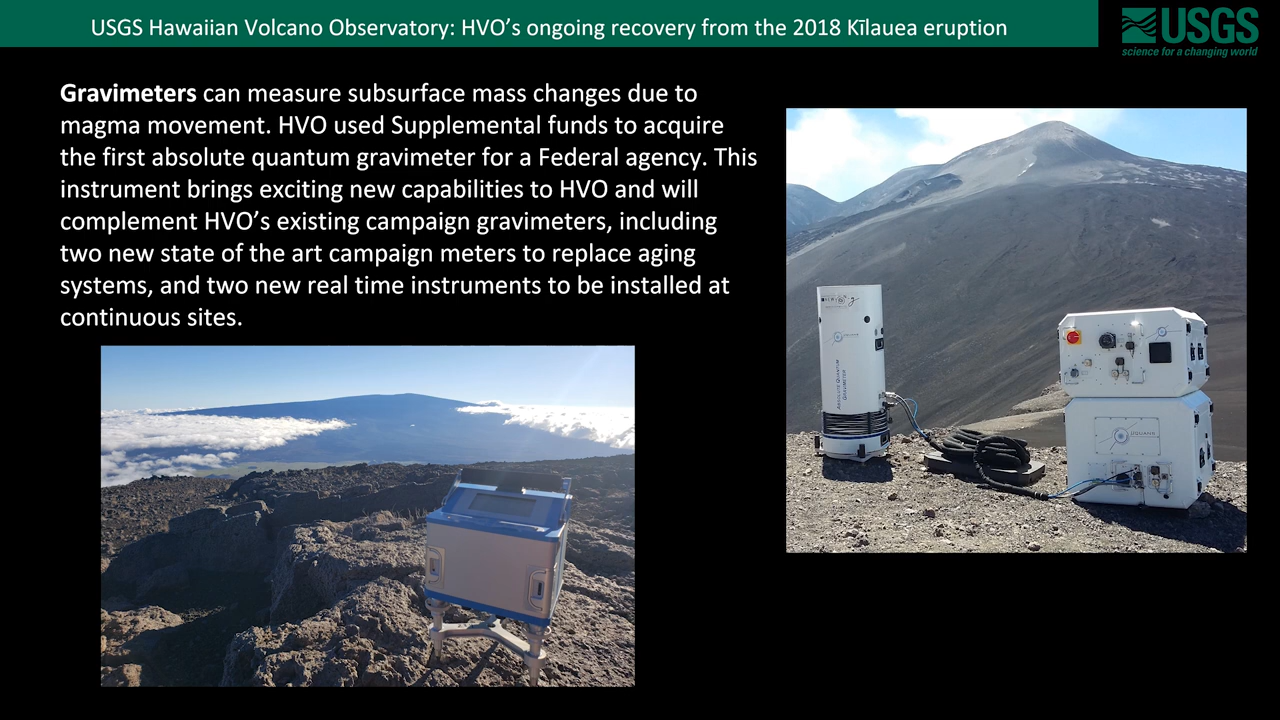 USGS Hawaiian Volcano Observatory: HVO’s ongoing recovery from the 2018 Kīlauea eruption
USGS
science for a changing world
Gravimeters can measure subsurface mass changes due to
magma movement. HVO used Supplemental funds to acquire
the first absolute quantum gravimeter for a Federal agency. This
instrument brings exciting new capabilities to HVO and will
complement HVO’s existing campaign gravimeters, including
two new state of the art campaign meters to replace aging
systems, and two new real time instruments to be installed at
continuous sites.
ABSOLUTE QUANTUM
GRAVIMETER